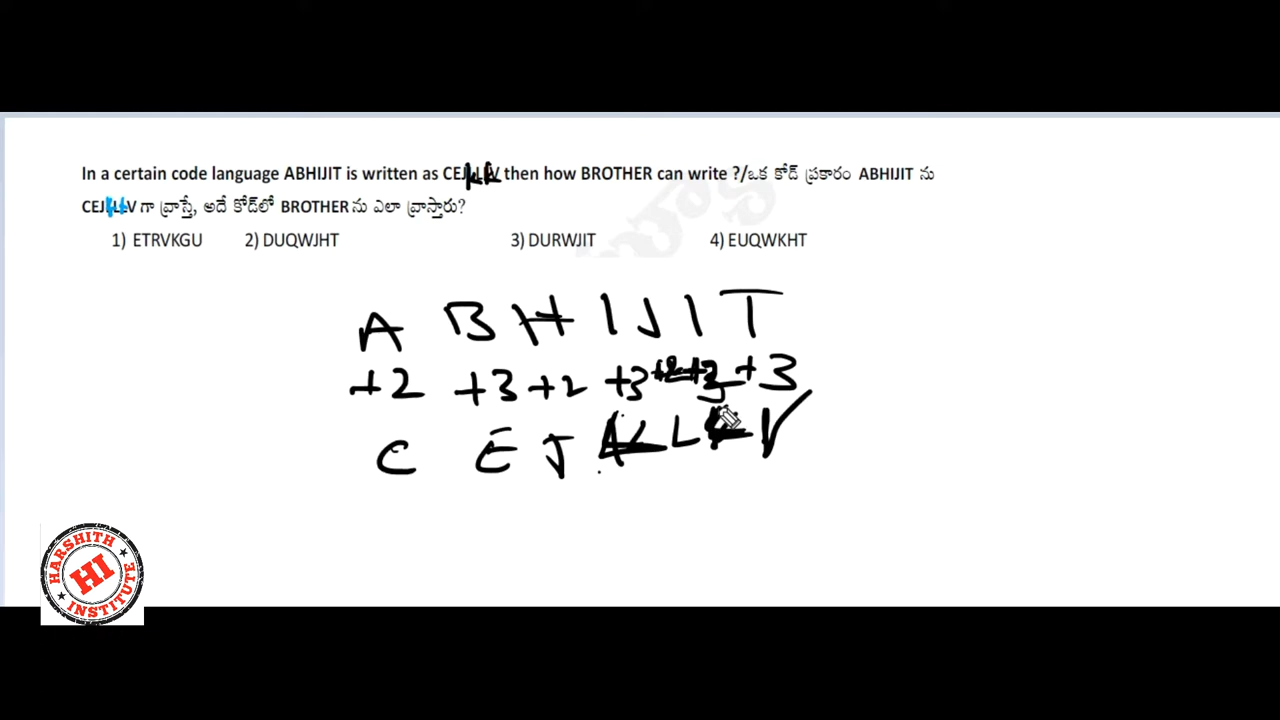 In a certain code language ABHIJIT is written as CEJ then how BROTHER can write ?/ఒక కోడ్ ప్రకారం ABHIJIT ను
CEJ V గా వ్రాస్తే, అదే కోడ్‌లో BROTHER ను ఎలా వ్రాస్తారు?
1) ETRVKGU 2) DUQWJHT 3) DURWJIT 4) EUQWKHT
A B H I J I T
+2 +3 +2 +3 +2 +3
C E J L V
HARSHITH
HI
INSTITUTE